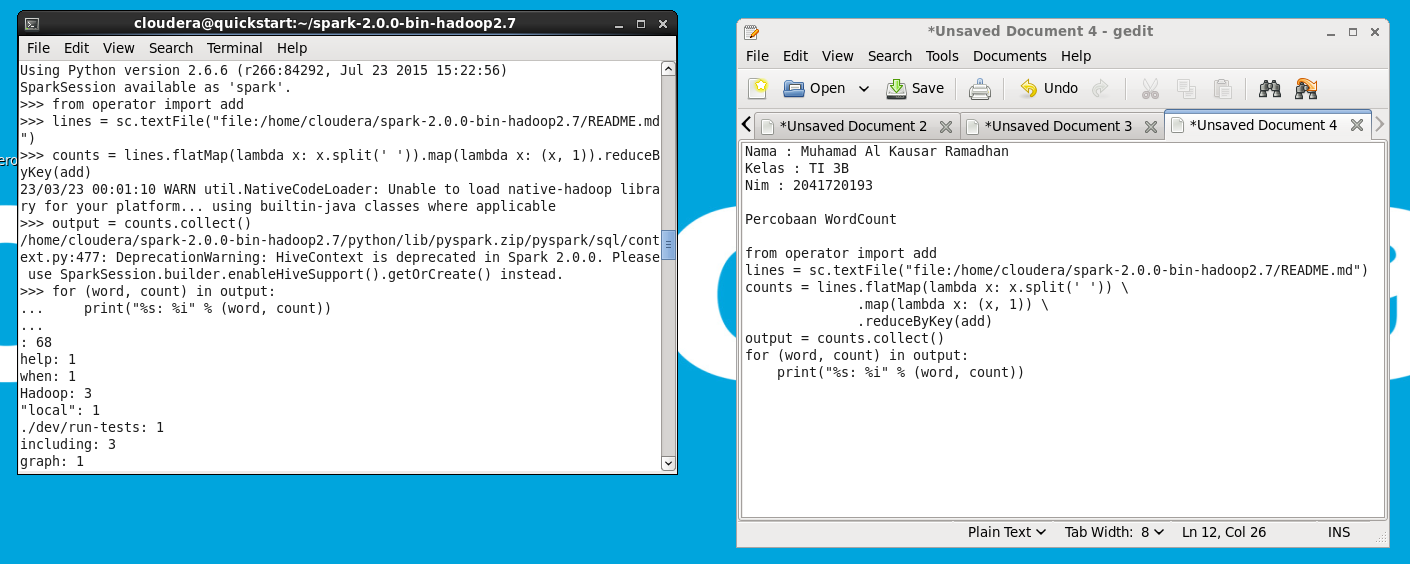 cloudera@quickstart:~/spark-2.0.0-bin-hadoop2.7
File Edit View Search Terminal Help
Using Python version 2.6.6 (r266:84292, Jul 23 2015 15:22:56)
SparkSession available as 'spark'.
>>> from operator import add
>>> lines = sc.textFile("file:/home/cloudera/spark-2.0.0-bin-hadoop2.7/README.md
")
>>> counts = lines.flatMap(lambda x: x.split(' ')).map(lambda x: (x, 1)).reduceB
yKey(add)
23/03/23 00:01:10 WARN util.NativeCodeLoader: Unable to load native-hadoop libra
ry for your platform... using builtin-java classes where applicable
>>> output = counts.collect()
/home/cloudera/spark-2.0.0-bin-hadoop2.7/python/lib/pyspark.zip/pyspark/sql/cont
ext.py:477: DeprecationWarning: HiveContext is deprecated in Spark 2.0.0. Please
 use SparkSession.builder.enableHiveSupport().getOrCreate() instead.
>>> for (word, count) in output:
...     print("%s: %i" % (word, count))
...
: 68
help: 1
when: 1
Hadoop: 3
"local": 1
./dev/run-tests: 1
including: 3
graph: 1
*Unsaved Document 4 - gedit
File Edit View Search Tools Documents Help
Open Save Undo
*Unsaved Document 2 *Unsaved Document 3 *Unsaved Document 4
Nama : Muhamad Al Kausar Ramadhan
Kelas : TI 3B
Nim : 2041720193
Percobaan WordCount
from operator import add
lines = sc.textFile("file:/home/cloudera/spark-2.0.0-bin-hadoop2.7/README.md")
counts = lines.flatMap(lambda x: x.split(' ')) \
              .map(lambda x: (x, 1)) \
              .reduceByKey(add)
output = counts.collect()
for (word, count) in output:
    print("%s: %i" % (word, count))
Plain Text Tab Width: 8 Ln 12, Col 26 INS